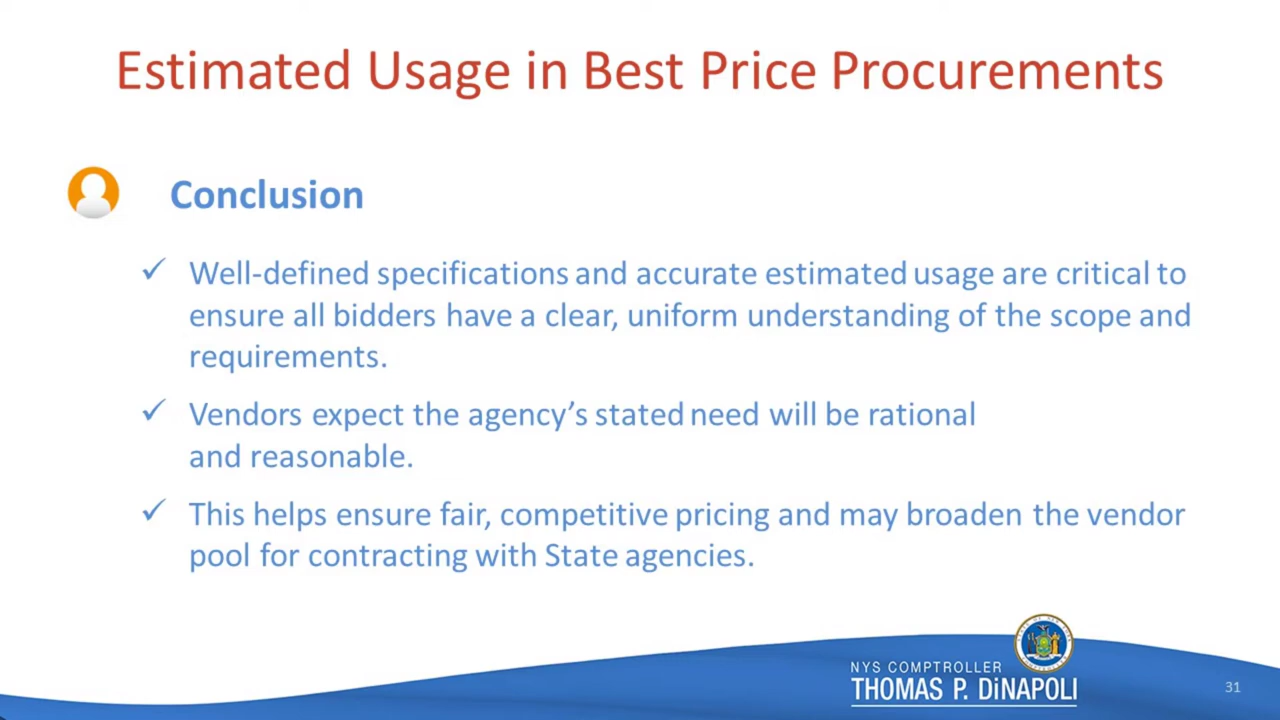 Estimated Usage in Best Price Procurements
Conclusion
✓ Well-defined specifications and accurate estimated usage are critical to
ensure all bidders have a clear, uniform understanding of the scope and
requirements.
✓ Vendors expect the agency’s stated need will be rational
and reasonable.
✓ This helps ensure fair, competitive pricing and may broaden the vendor
pool for contracting with State agencies.
NYS COMPTROLLER
THOMAS P. DiNAPOLI
31